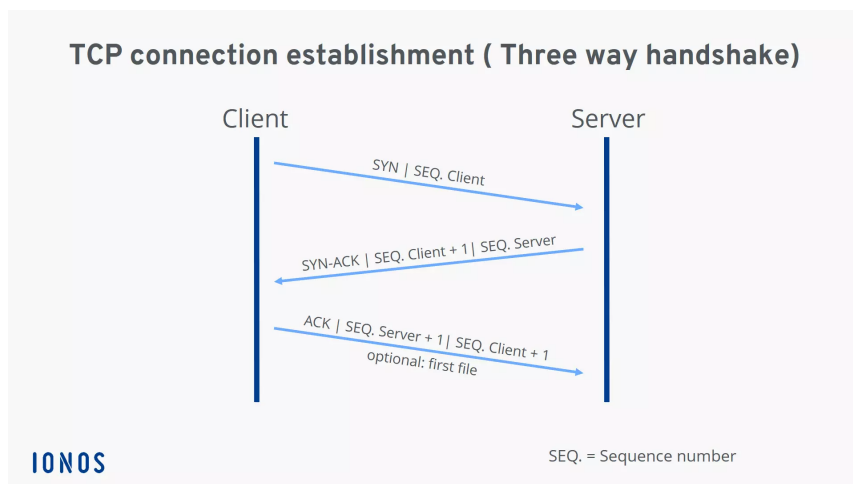 TCP connection establishment ( Three way handshake)
Client
Server
SYN | SEQ. Client
SYN-ACK | SEQ. Client + 1| SEQ. Server
ACK | SEQ. Server + 1| SEQ. Client + 1
optional: first file
IONOS
SEQ. = Sequence number